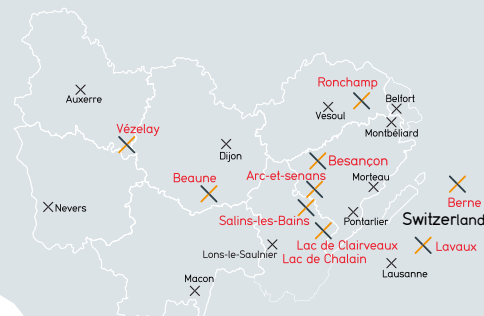 Ronchamp
Auxerre
Belfort
Vesoul
Vézelay
Montbéliard
Dijon
Besançon
Arc-et-senans
Beaune
Morteau
Berne
Nevers
Salins-les-Bains
Pontarlier
Switzerland
Lac de Clairveaux
Lavaux
Lons-le-Saulnier
Lac de Chalain
Lausanne
Macon